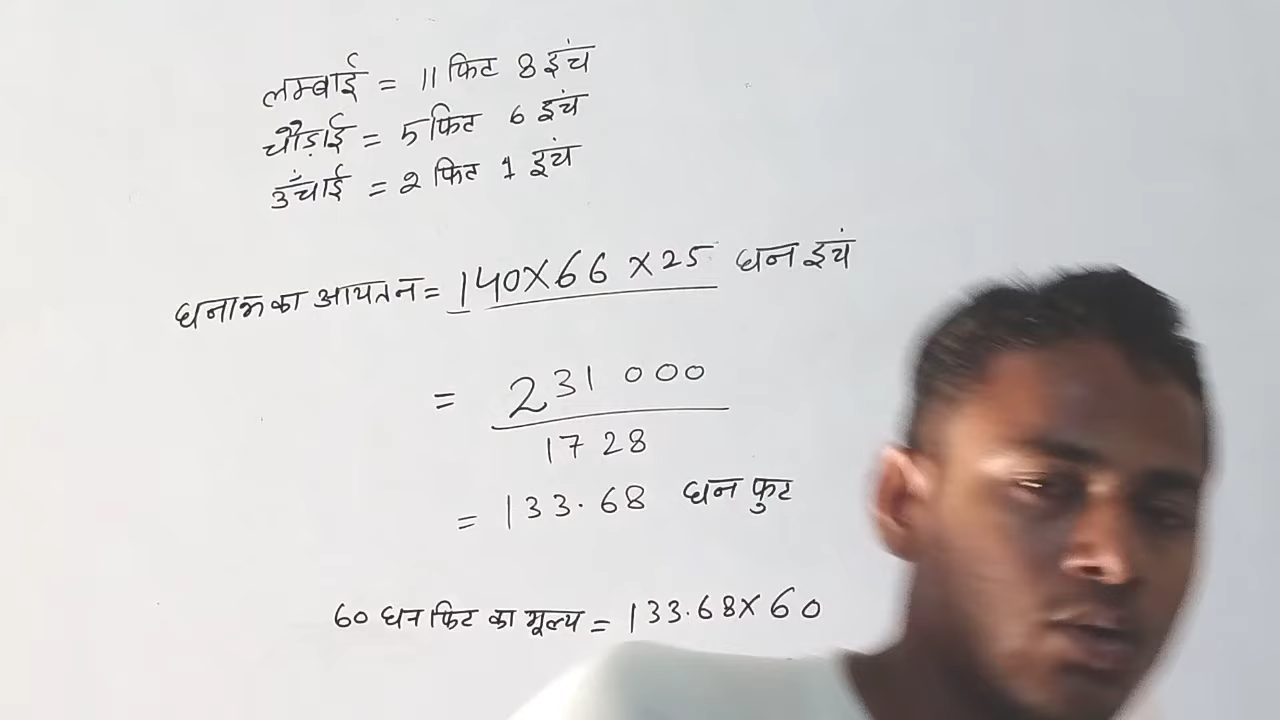 लम्बाई = 11 फिट 8 इंच
चौड़ाई = 5 फिट 6 इंच
उंचाई = 2 फिट 1 इंच
घनाभ का आयतन = 140×66×25 घन इंच
= 231000
1728
= 133.68 घन फुट
60 घन फिट का मूल्य = 133.68×60